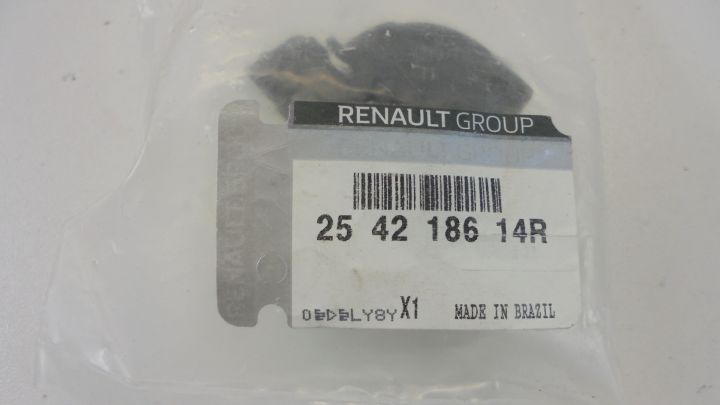 RENAULT GROUP
25 42 186 14R
X1
MADE IN BRAZIL